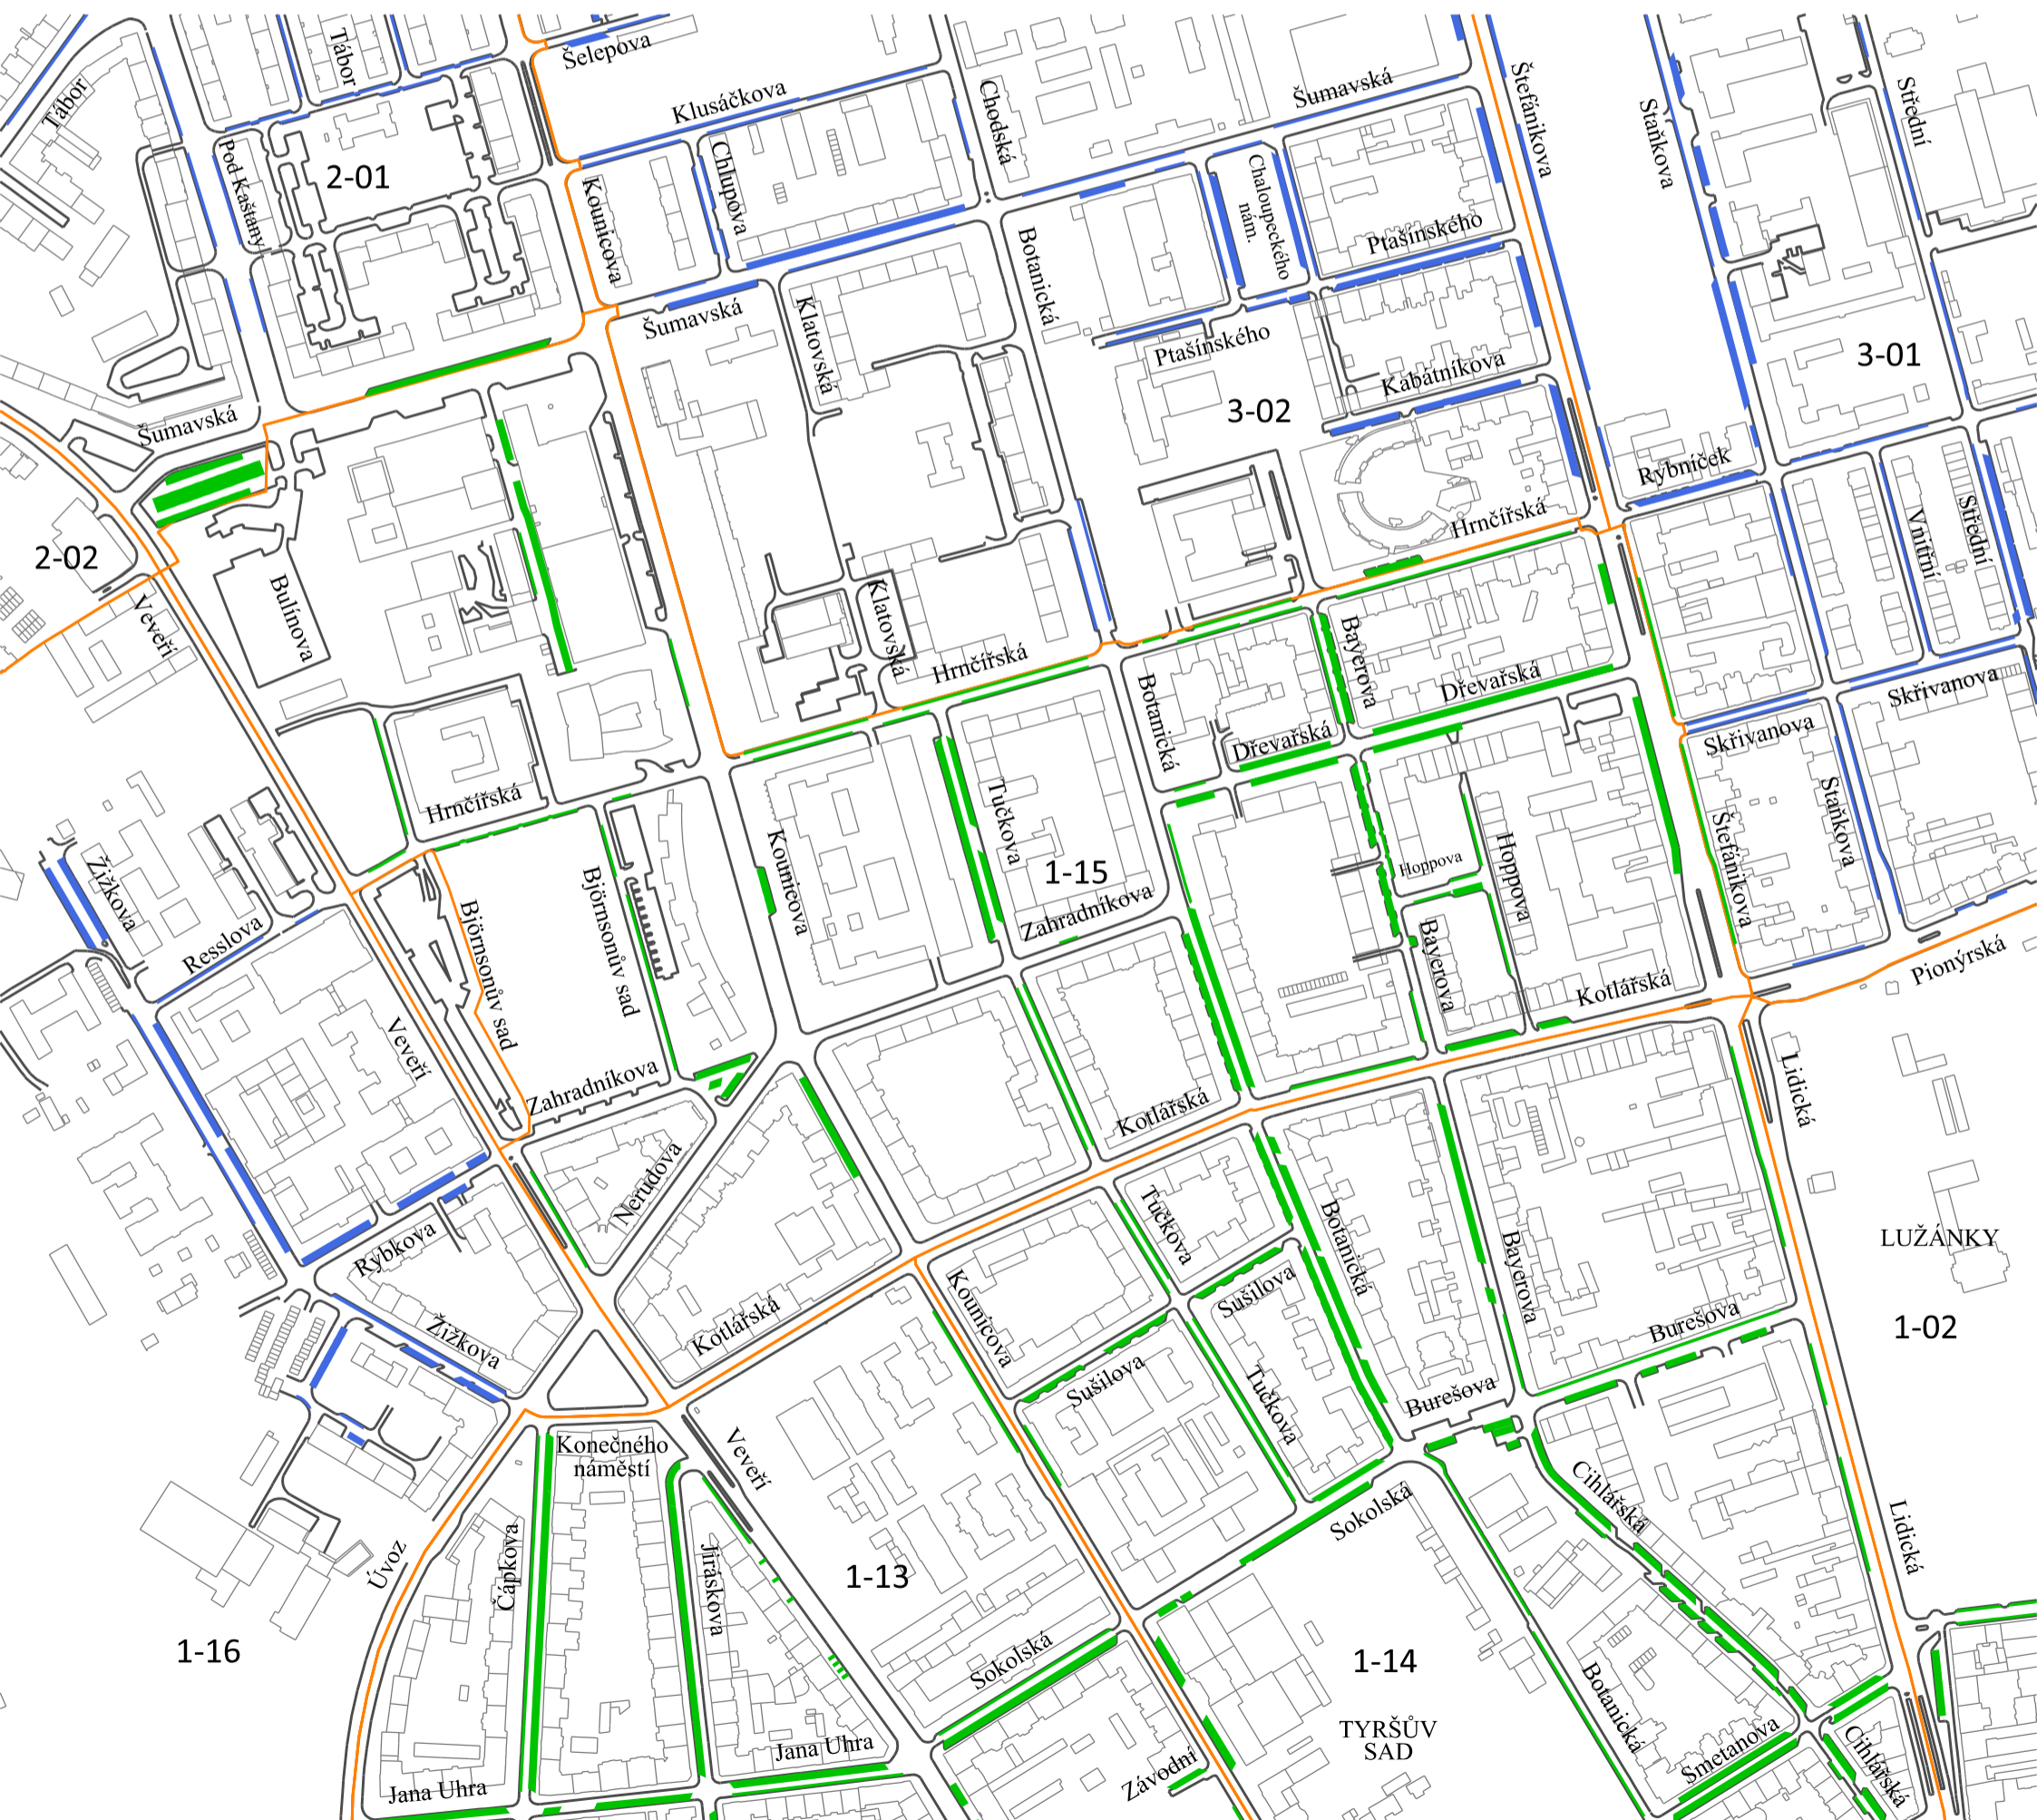 Šelepova
Tábor
Tábor
Klusáčkova
Chodská
Šumavská
Štefánikova
Staňkova
Střední
2-01
Pod Kaštany
Kounicova
Chlupova
Chaloupeckého
nám.
Ptašínského
Botanická
Šumavská
Klatovská
Ptašínského
3-01
Kabátníkova
3-02
Šumavská
Rybníček
Hrnčířská
Vnitřní
Střední
2-02
Veveří
Bulínova
Klatovská
Hrnčířská
Bayerova
Botanická
Dřevařská
Skřivanova
Dřevařská
Skřivanova
Hrnčířská
Tučkova
Kounicova
Štefánikova
Staňkova
1-15
Hoppova
Hoppova
Žižkova
Resslova
Björnsonův sad
Björnsonův sad
Zahradníkova
Bayerova
Kotlářská
Pionýrská
Veveří
Zahradníkova
Kotlářská
Lidická
Nerudova
Tučkova
Botanická
Bayerova
LUŽÁNKY
Rybkova
Sušilova
Kounicova
Burešova
1-02
Žižkova
Kotlářská
Sušilova
Tučkova
Burešova
Konečného
náměstí
Veveří
Cihlářská
Sokolská
Lidická
Úvoz
Čápkova
Jiráskova
1-13
1-16
Sokolská
1-14
Botanická
TYRŠŮV
SAD
Jana Uhra
Závodní
Smetanova
Cihlářská
Jana Uhra